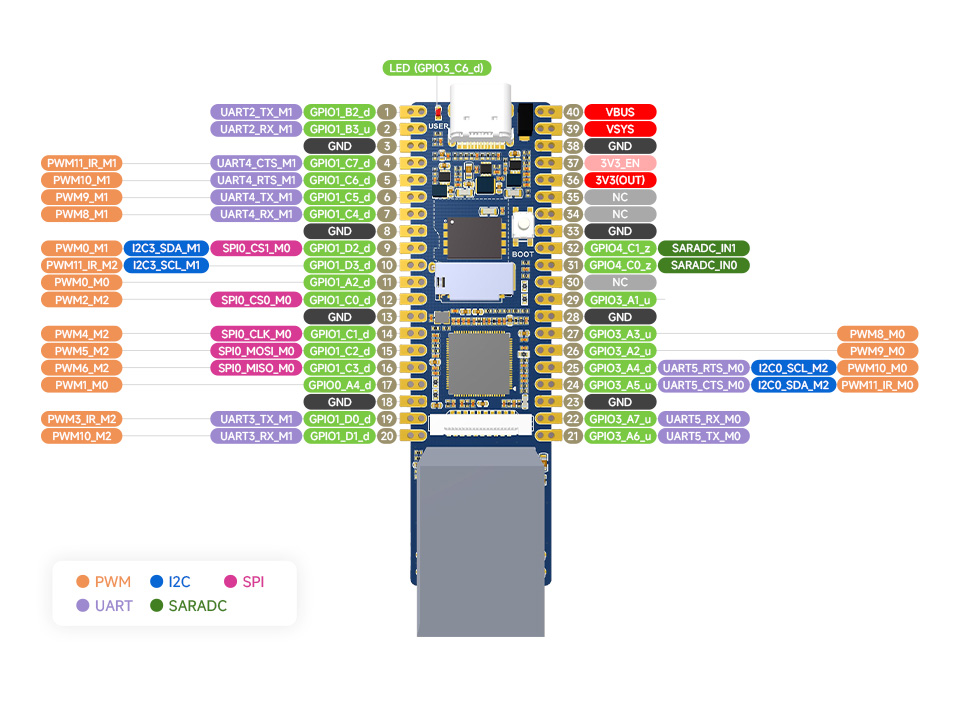 LED (GPIO3_C6_d)
UART2_TX_M1 GPIO1_B2_d 1 40 VBUS
USER
UART2_RX_M1 GPIO1_B3_u 2 39 VSYS
GND 3 38 GND
PWM11_IR_M1 UART4_CTS_M1 GPIO1_C7_d 4 37 3V3_EN
PWM10_M1 UART4_RTS_M1 GPIO1_C6_d 5 36 3V3(OUT)
PWM9_M1 UART4_TX_M1 GPIO1_C5_d 6 35 NC
PWM8_M1 UART4_RX_M1 GPIO1_C4_d 7 34 NC
GND 8 33 GND
PWM0_M1 I2C3_SDA_M1 SPI0_CS1_M0 GPIO1_D2_d 9 32 GPIO4_C1_z SARADC_IN1
BOOT
PWM11_IR_M2 I2C3_SCL_M1 GPIO1_D3_d 10 31 GPIO4_C0_z SARADC_IN0
PWM0_M0 GPIO1_A2_d 11 30 NC
PWM2_M2 SPI0_CS0_M0 GPIO1_C0_d 12 29 GPIO3_A1_u
GND 13 28 GND
PWM4_M2 SPI0_CLK_M0 GPIO1_C1_d 14 27 GPIO3_A3_u PWM8_M0
PWM5_M2 SPI0_MOSI_M0 GPIO1_C2_d 15 26 GPIO3_A2_u PWM9_M0
PWM6_M2 SPI0_MISO_M0 GPIO1_C3_d 16 25 GPIO3_A4_d UART5_RTS_M0 I2C0_SCL_M2 PWM10_M0
PWM1_M0 GPIO0_A4_d 17 24 GPIO3_A5_u UART5_CTS_M0 I2C0_SDA_M2 PWM11_IR_M0
GND 18 23 GND
PWM3_IR_M2 UART3_TX_M1 GPIO1_D0_d 19 22 GPIO3_A7_u UART5_RX_M0
PWM10_M2 UART3_RX_M1 GPIO1_D1_d 20 21 GPIO3_A6_u UART5_TX_M0
PWM I2C SPI
UART SARADC